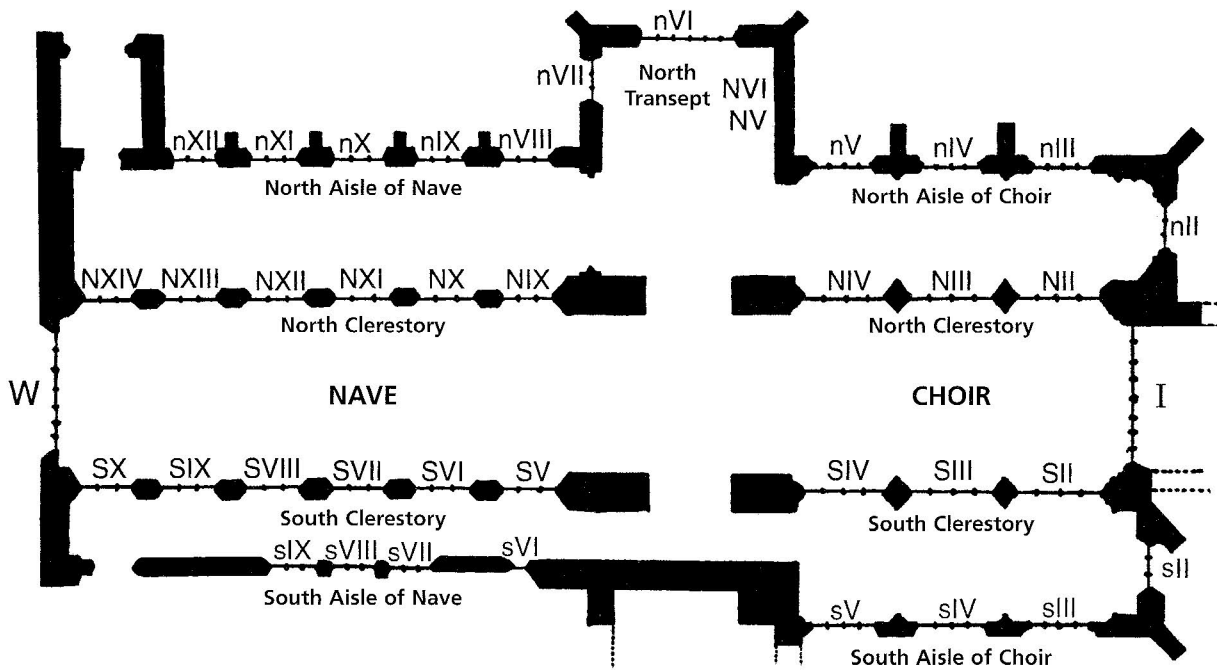 nVI
nVII
North
Transept
NVI
NV
nXII nXI nX nIX nVIII
nV nIV nIII
North Aisle of Nave
North Aisle of Choir
nII
NXIV NXIII NXII NXI NX NIX
NIV NIII NII
North Clerestory
North Clerestory
W
NAVE
CHOIR
I
SX SIX SVIII SVII SVI SV
SIV SIII SII
South Clerestory
South Clerestory
sIX sVIII sVII sVI
sII
South Aisle of Nave
sV sIV sIII
South Aisle of Choir